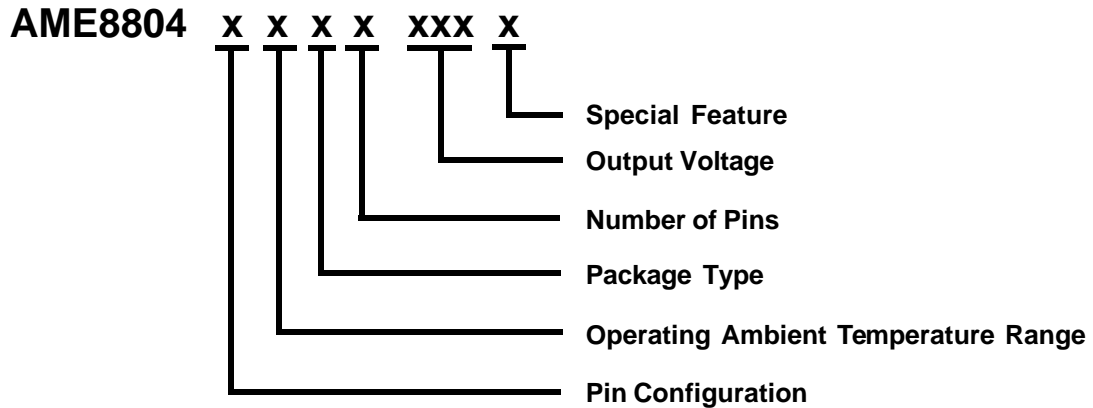 AME8804 x x x x xxx x
Special Feature
Output Voltage
Number of Pins
Package Type
Operating Ambient Temperature Range
Pin Configuration